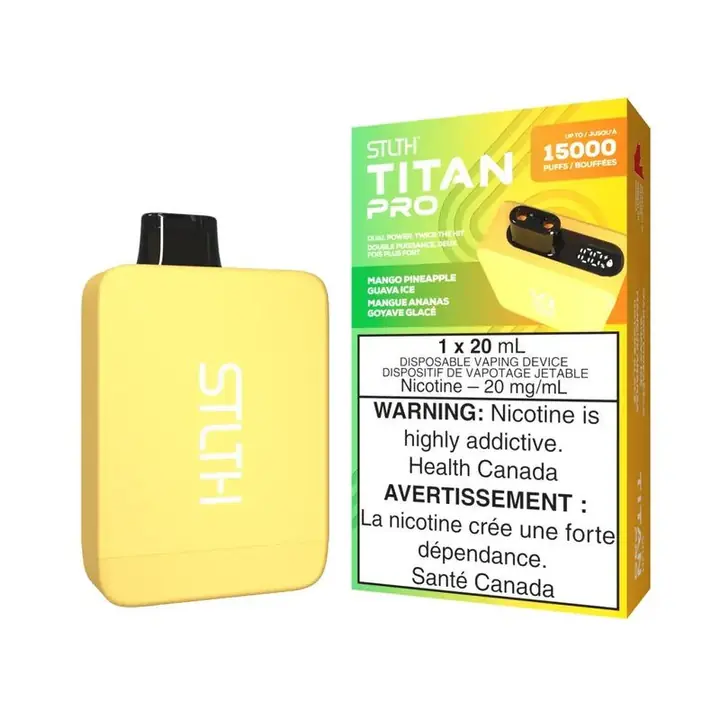 STLTH
STLTH
TITAN
PRO
UP TO / JUSQU'À
15000
PUFFS / BOUFFÉES
DUAL POWER, TWICE THE HIT
DOUBLE PUISSANCE, DEUX
FOIS PLUS FORT
MANGO PINEAPPLE
GUAVA ICE
MANGUE ANANAS
GOYAVE GLACÉ
1 x 20 mL
DISPOSABLE VAPING DEVICE
DISPOSITIF DE VAPOTAGE JETABLE
Nicotine – 20 mg/mL
WARNING: Nicotine is
highly addictive.
Health Canada
AVERTISSEMENT :
La nicotine crée une forte
dépendance.
Santé Canada